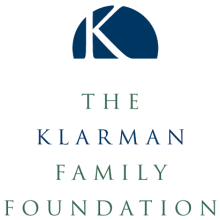 K
THE
KLARMAN
FAMILY
FOUNDATION